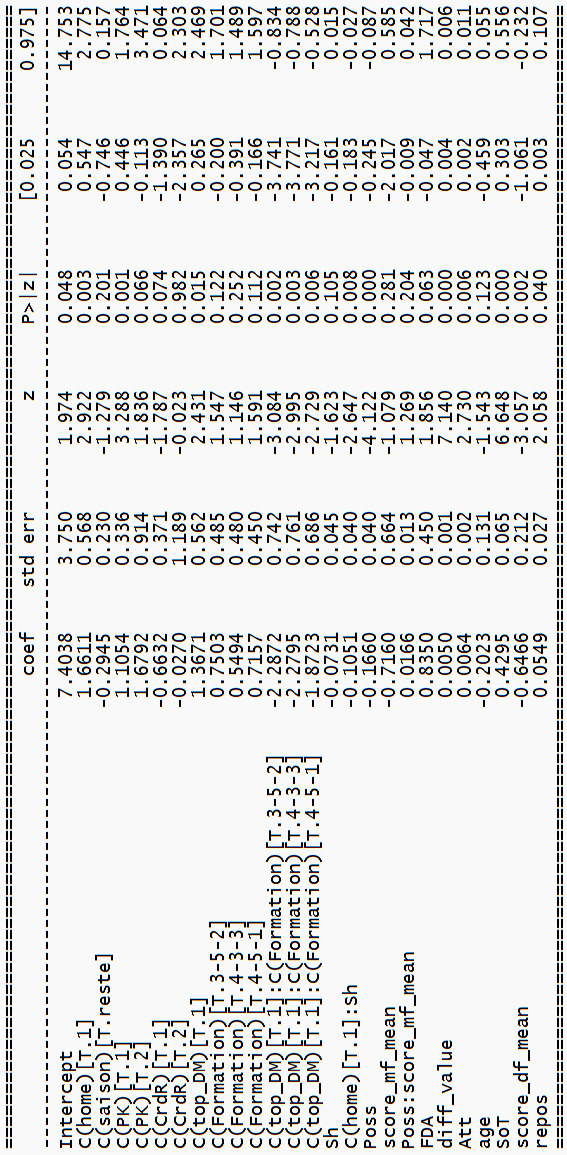 ==============================================================================
coef std err z P>|z| [0.025 0.975]
------------------------------------------------------------------------------
Intercept 7.4038 3.750 1.974 0.048 0.054 14.753
C(home)[T.1] 1.6611 0.568 2.922 0.003 0.547 2.775
C(saison)[T.reste] -0.2945 0.230 -1.279 0.201 -0.746 0.157
C(PK)[T.1] 1.1054 0.336 3.288 0.001 0.446 1.764
C(PK)[T.2] 1.6792 0.914 1.836 0.066 -0.113 3.471
C(CrdR)[T.1] -0.6632 0.371 -1.787 0.074 -1.390 0.064
C(CrdR)[T.2] -0.0270 1.189 -0.023 0.982 -2.357 2.303
C(top_DM)[T.1] 1.3671 0.562 2.431 0.015 0.265 2.469
C(Formation)[T.3-5-2] 0.7503 0.485 1.547 0.122 -0.200 1.701
C(Formation)[T.4-3-3] 0.5494 0.480 1.146 0.252 -0.391 1.489
C(Formation)[T.4-5-1] 0.7157 0.450 1.591 0.112 -0.166 1.597
C(top_DM)[T.1]:C(Formation)[T.3-5-2] -2.2872 0.742 -3.084 0.002 -3.741 -0.834
C(top_DM)[T.1]:C(Formation)[T.4-3-3] -2.2795 0.761 -2.995 0.003 -3.771 -0.788
C(top_DM)[T.1]:C(Formation)[T.4-5-1] -1.8723 0.686 -2.729 0.006 -3.217 -0.528
Sh -0.0731 0.045 -1.623 0.105 -0.161 0.015
C(home)[T.1]:sh -0.1051 0.040 -2.647 0.008 -0.183 -0.027
Poss -0.1660 0.040 -4.122 0.000 -0.245 -0.087
score_mf_mean -0.7160 0.664 -1.079 0.281 -2.017 0.585
Poss:score_mf_mean 0.0166 0.013 1.269 0.204 -0.009 0.042
FDA 0.8350 0.450 1.856 0.063 -0.047 1.717
diff_value 0.0050 0.001 7.140 0.000 0.004 0.006
Att 0.0064 0.002 2.730 0.006 0.002 0.011
age -0.2023 0.131 -1.543 0.123 -0.459 0.055
SoT 0.4295 0.065 6.648 0.000 0.303 0.556
score_df_mean -0.6466 0.212 -3.057 0.002 -1.061 -0.232
repos 0.0549 0.027 2.058 0.040 0.003 0.107
==============================================================================